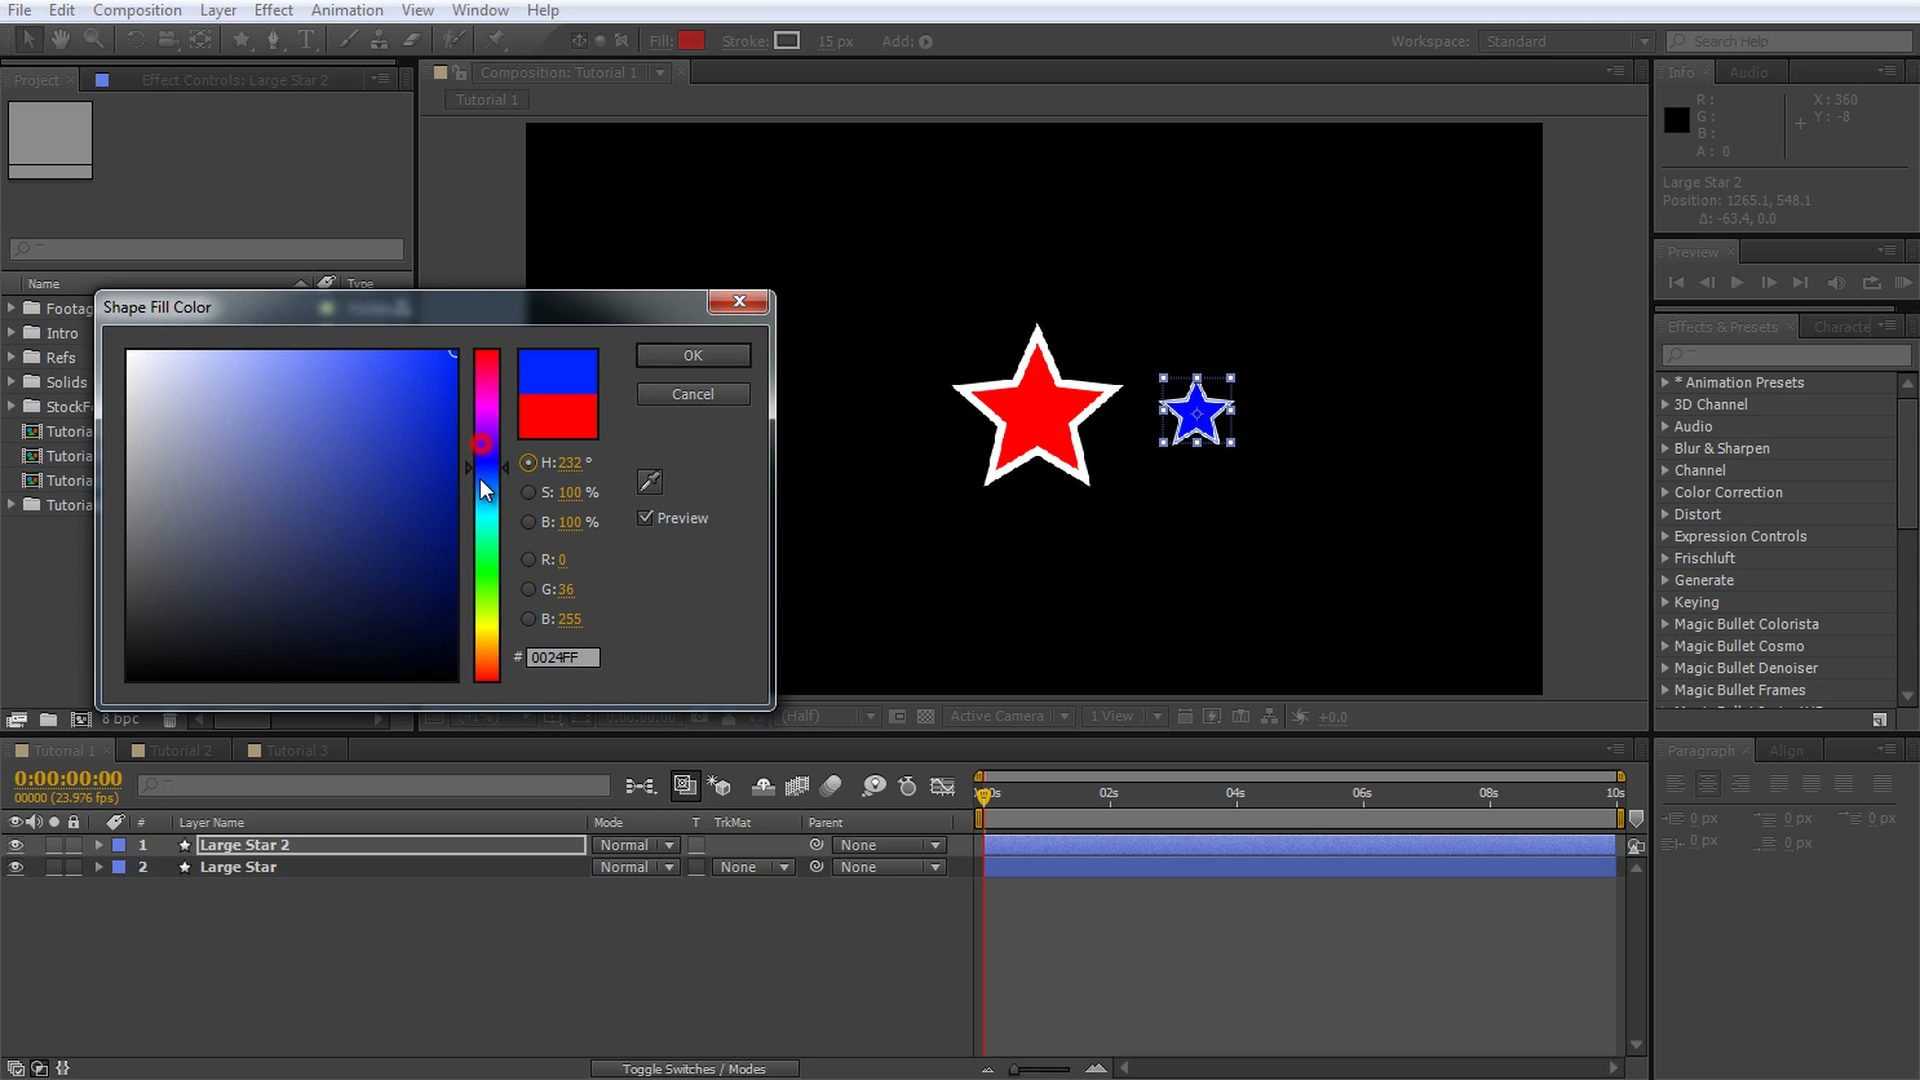 File Edit Composition Layer Effect Animation View Window Help
Fill: Stroke: 15 px Add: Workspace: Standard Search Help
Project Effect Controls: Large Star 2 Composition: Tutorial 1 Info Audio
Tutorial 1
R: X: 360
G: Y: -8
B:
A: 0
Large Star 2
Position: 1265.1, 548.1
Δ: -63.4, 0.0
Preview
Name Type
Footag
Intro
Refs
Solids
StockFo
Tutoria
Tutoria
Tutoria
Tutoria
Shape Fill Color
OK
Cancel
H: 232 °
S: 100 %
B: 100 %
Preview
R: 0
G: 36
B: 255
# 0024FF
Effects & Presets Characte
* Animation Presets
3D Channel
Audio
Blur & Sharpen
Channel
Color Correction
Distort
Expression Controls
Frischluft
Generate
Keying
Magic Bullet Colorista
Magic Bullet Cosmo
Magic Bullet Denoiser
Magic Bullet Frames
8 bpc (Half) Active Camera 1 View +0.0
Tutorial 1 Tutorial 2 Tutorial 3 Paragraph Align
0:00:00:00
00000 (23.976 fps)
02s 04s 06s 08s 10s
# Layer Name Mode T TrkMat Parent
1 Large Star 2 Normal None
2 Large Star Normal None None
0 px 0 px 0 px
0 px 0 px
Toggle Switches / Modes